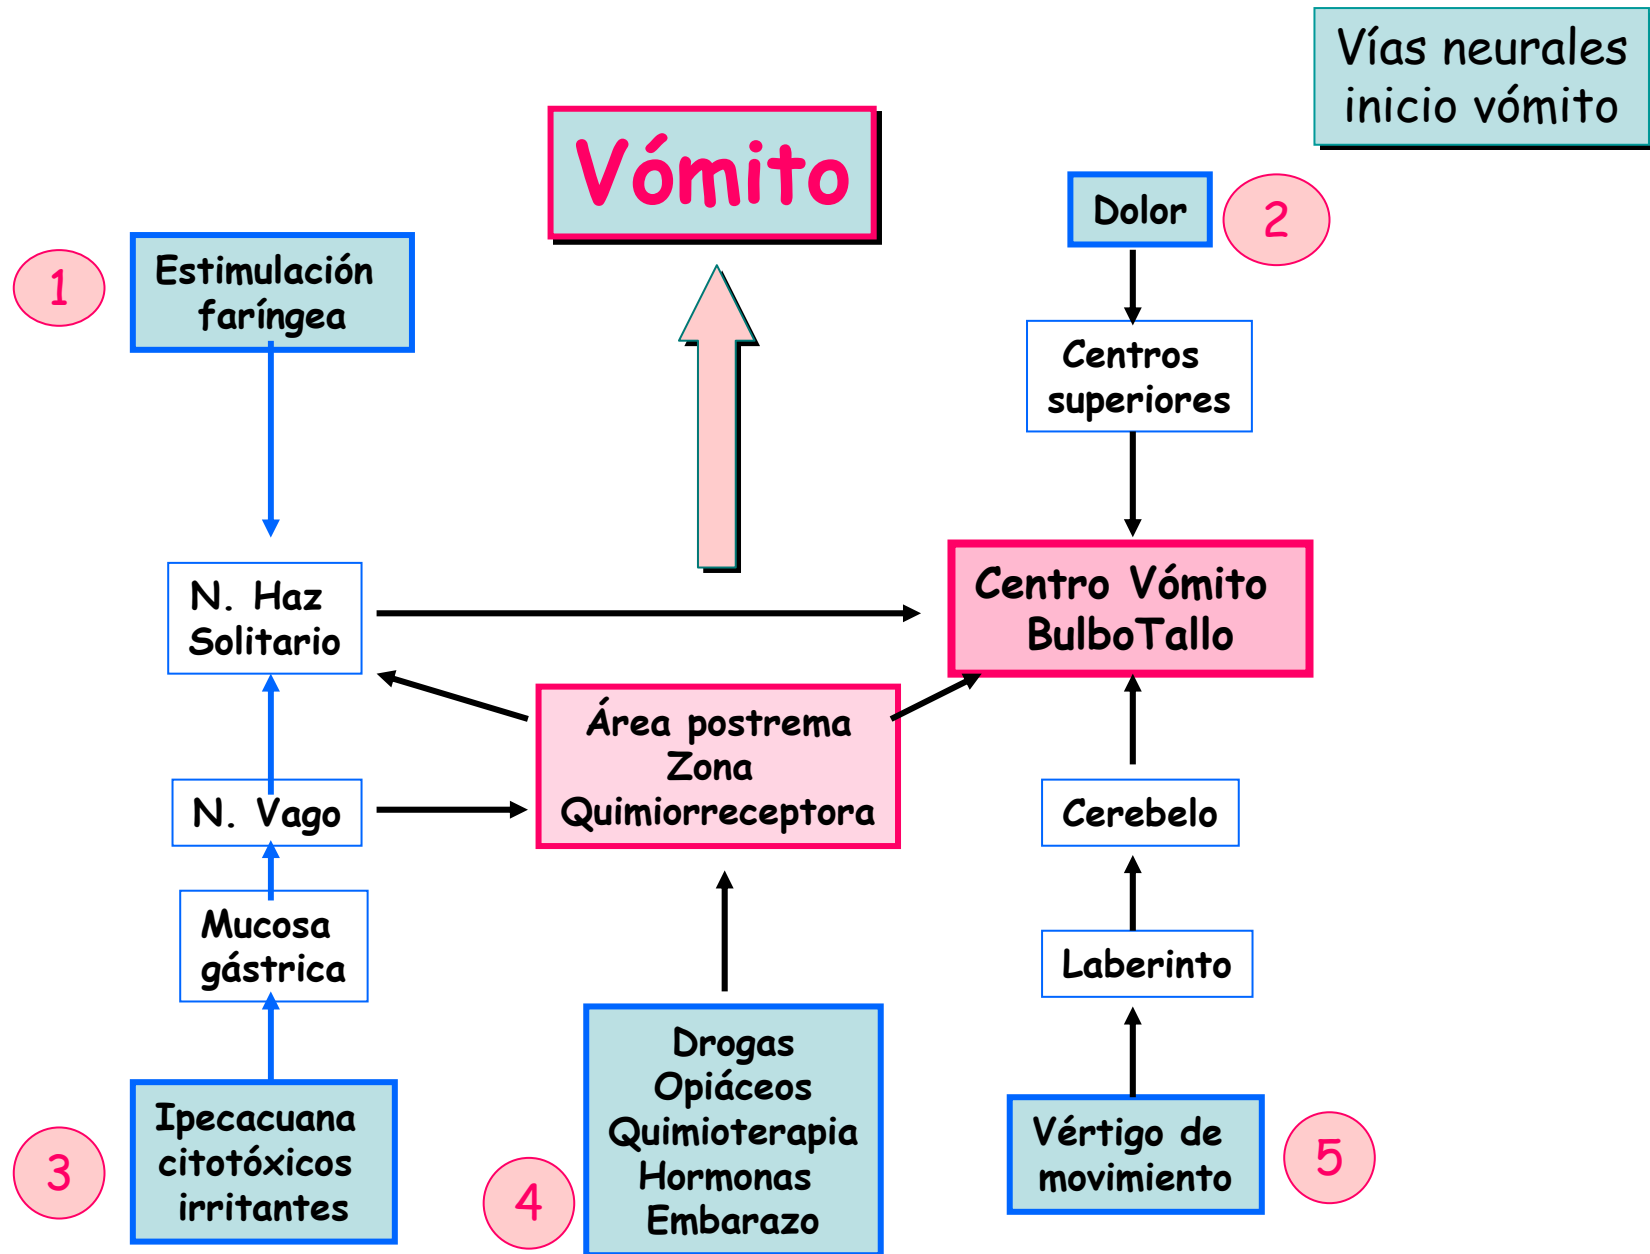 Vías neurales
inicio vómito
Vómito
Dolor
2
1
Estimulación
faríngea
Centros
superiores
N. Haz
Solitario
Centro Vómito
BulboTallo
Área postrema
Zona
Quimiorreceptora
N. Vago
Cerebelo
Mucosa
gástrica
Laberinto
3
Ipecacuana
citotóxicos
irritantes
4
Drogas
Opiáceos
Quimioterapia
Hormonas
Embarazo
Vértigo de
movimiento
5